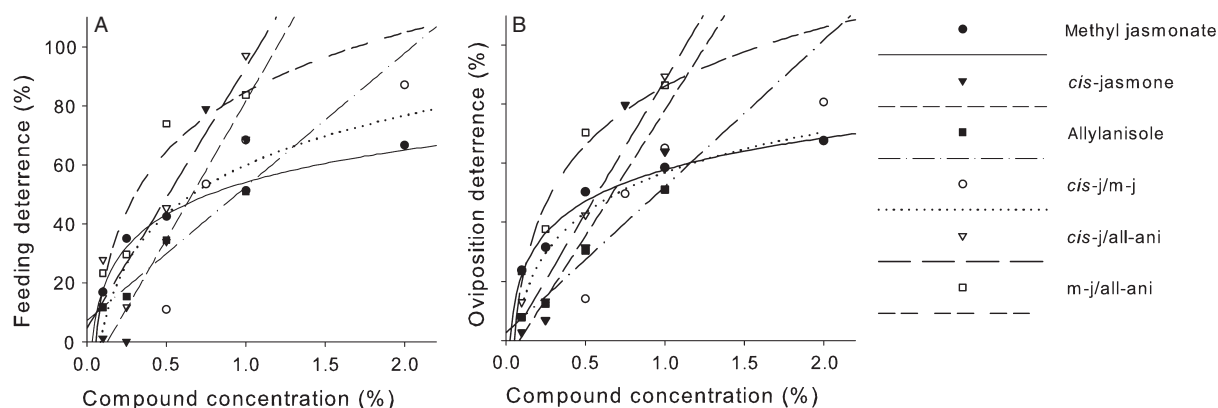 A
B
Feeding deterrence (%)
100
80
60
40
20
0
0.0 0.5 1.0 1.5 2.0
Compound concentration (%)
Oviposition deterrence (%)
0.0 0.5 1.0 1.5 2.0
Compound concentration (%)
Methyl jasmonate
cis-jasmone
Allylanisole
cis-j/m-j
cis-j/all-ani
m-j/all-ani